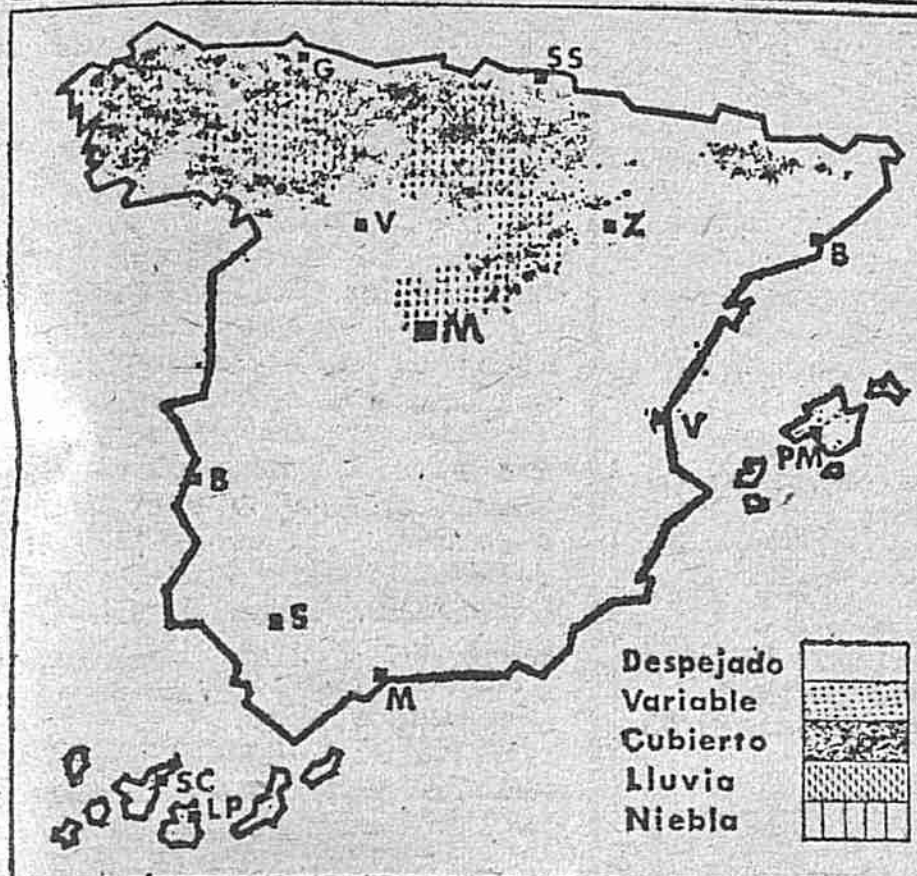 SS
G
V
Z
B
M
V
PM
B
S
M
SC
LP
Despejado
Variable
Cubierto
Lluvia
Niebla